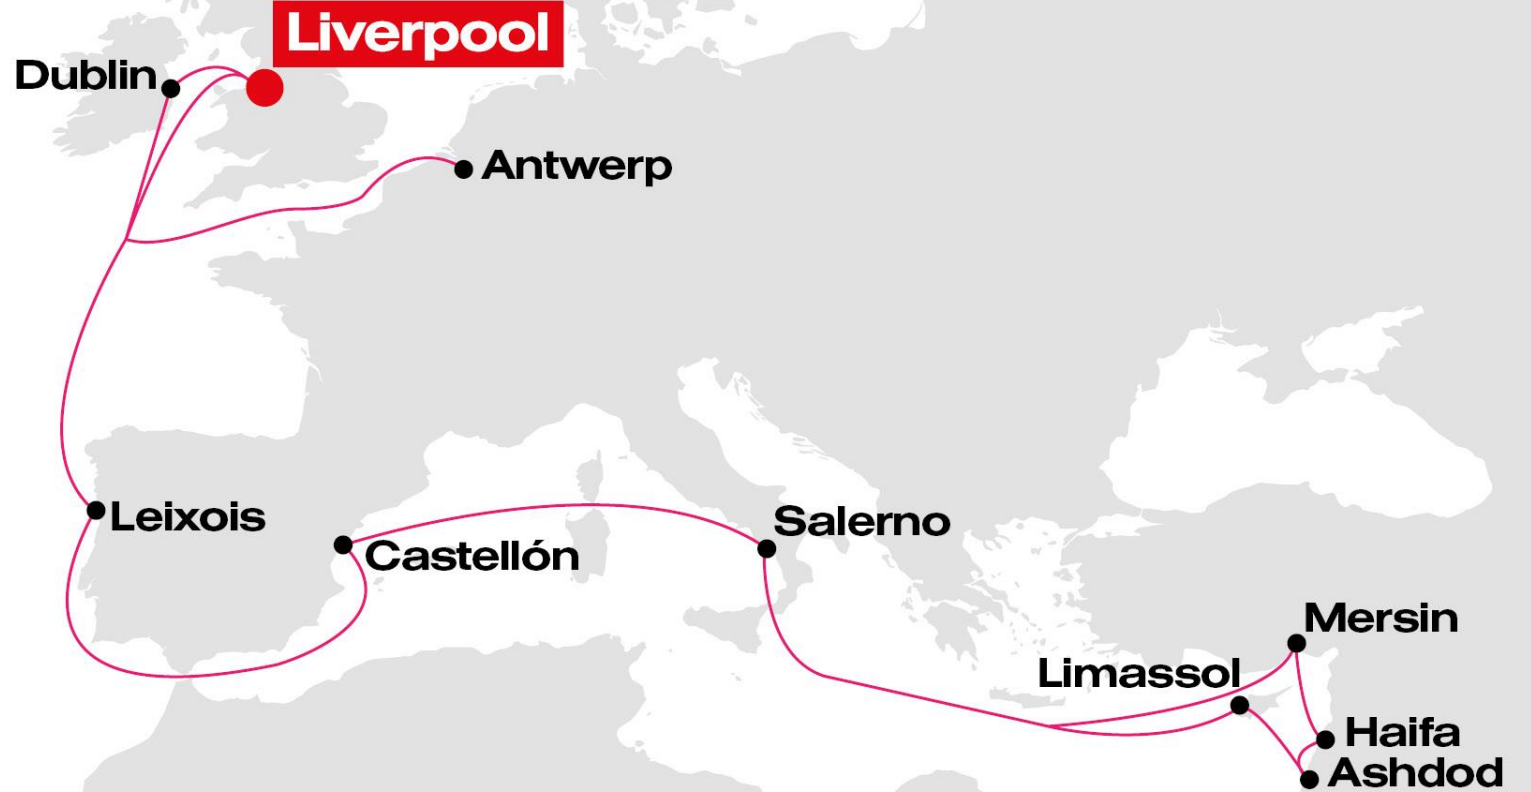 Liverpool
Dublin
Antwerp
Leixois
Castellón
Salerno
Mersin
Limassol
Haifa
Ashdod